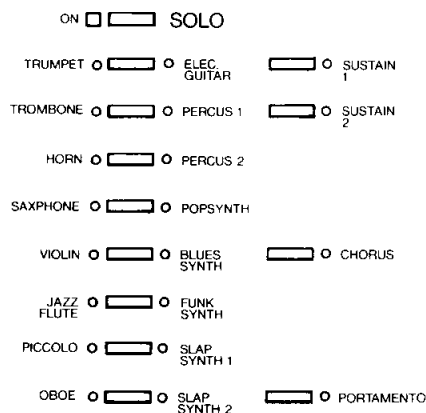 ON SOLO
TRUMPET ELEC. GUITAR SUSTAIN 1
TROMBONE PERCUS 1 SUSTAIN 2
HORN PERCUS 2
SAXPHONE POPSYNTH
VIOLIN BLUES SYNTH CHORUS
JAZZ FLUTE FUNK SYNTH
PICCOLO SLAP SYNTH 1
OBOE SLAP SYNTH 2 PORTAMENTO